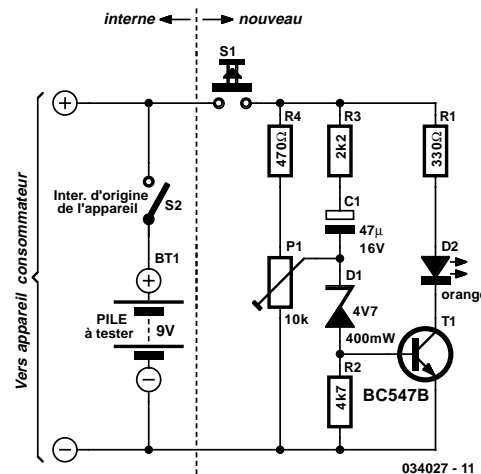 interne nouveau
S1
R4 R3 R1
470Ω 2k2 330Ω
Vers appareil consommateur
Inter. d'origine
de l'appareil
S2
C1
47µ
16V
D2
orange
BT1
PILE
à tester
9V
P1
10k
D1
4V7
400mW
T1
BC547B
R2
4k7
034027 - 11